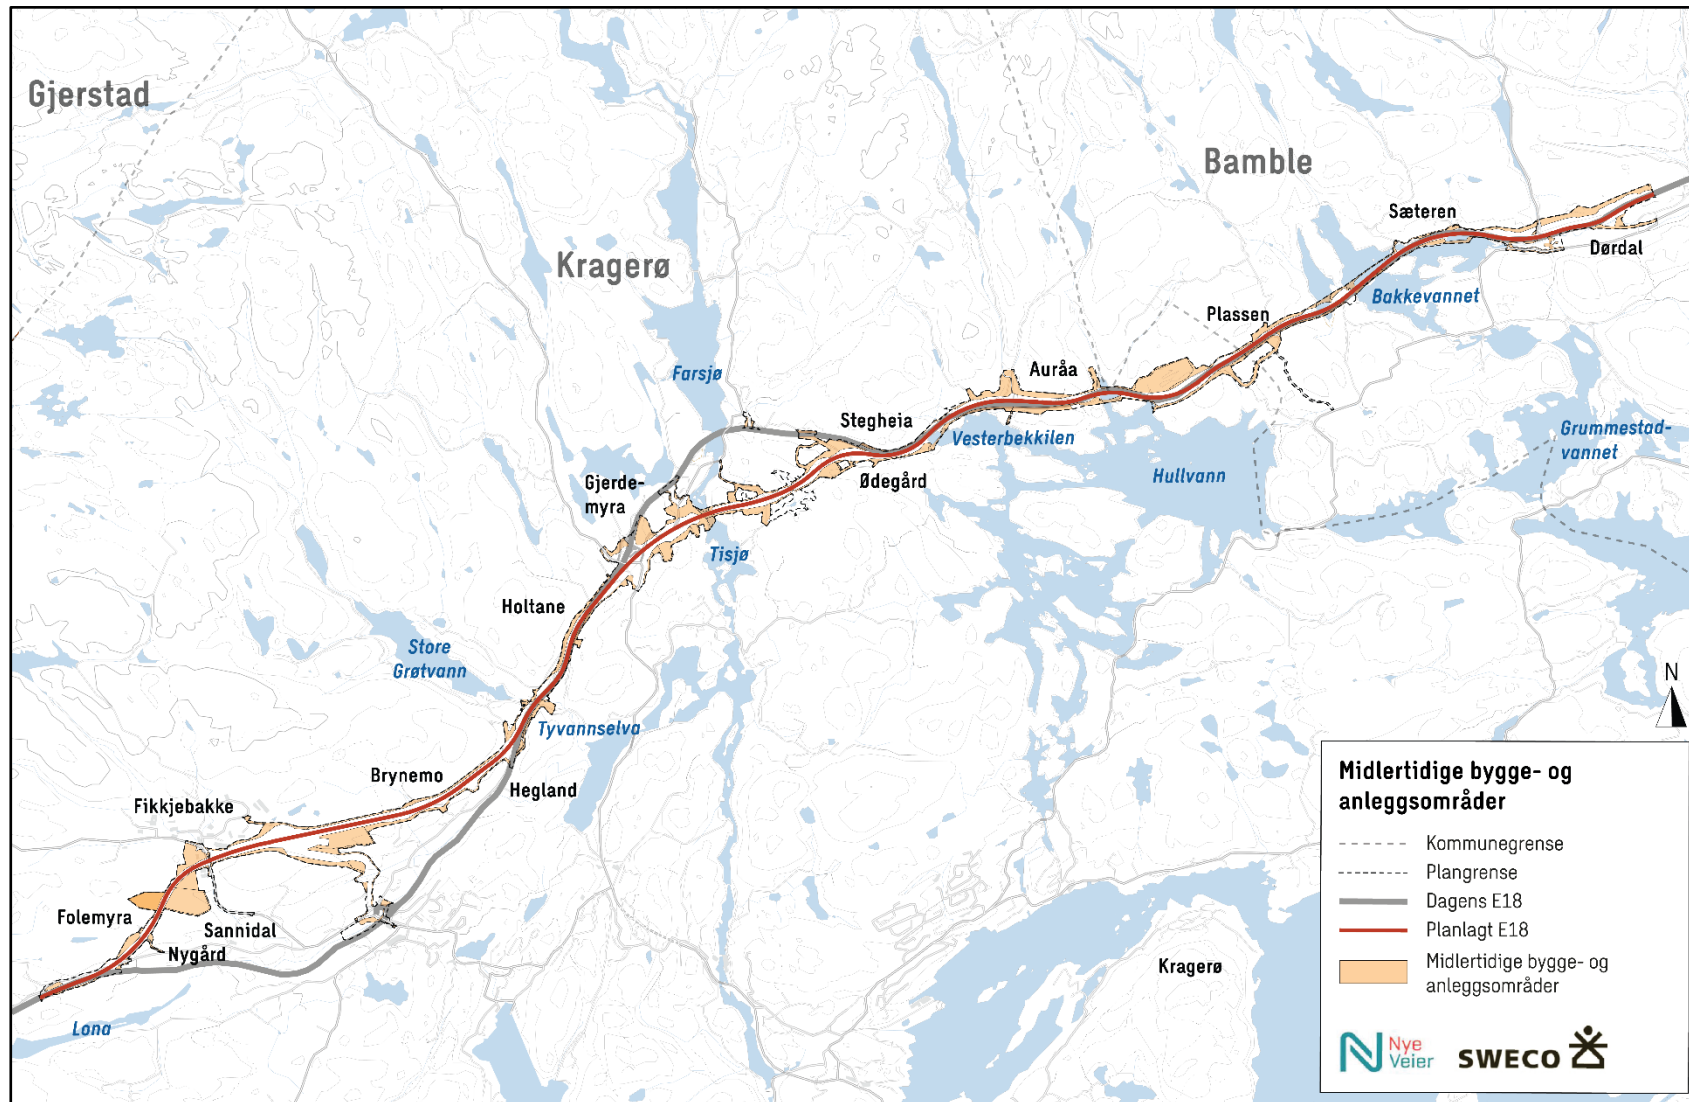 Gjerstad
Bamble
Kragerø
Sæteren
Dørdal
Bakkevannet
Plassen
Auråa
Farsjø
Stegheia
Vesterbekkilen
Grummestad-
vannet
Ødegård
Hullvann
Gjerde-
myra
Tisjø
Holtane
Store
Grøtvann
Tyvannselva
Brynemo
Hegland
Fikkjebakke
Folemyra
Sannidal
Nygård
Kragerø
Lona
N
Midlertidige bygge- og
anleggsområder
Kommunegrense
Plangrense
Dagens E18
Planlagt E18
Midlertidige bygge- og
anleggsområder
Nye
Veier
SWECO